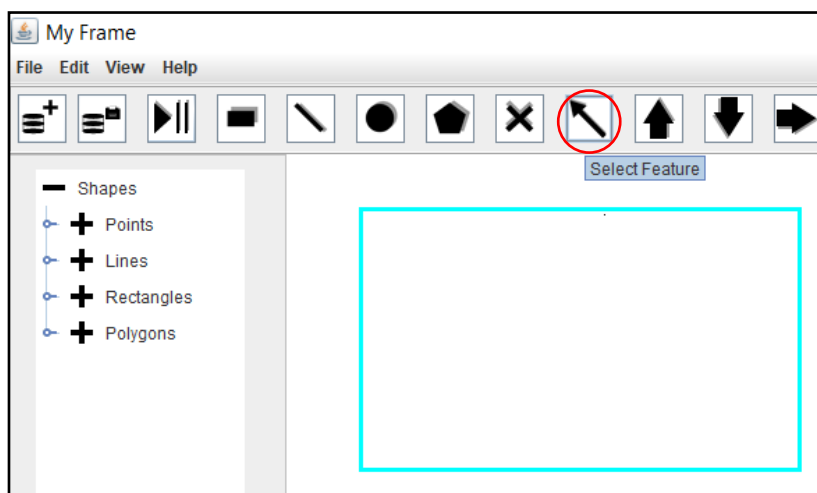 My Frame
File Edit View Help
Select Feature
Shapes
Points
Lines
Rectangles
Polygons